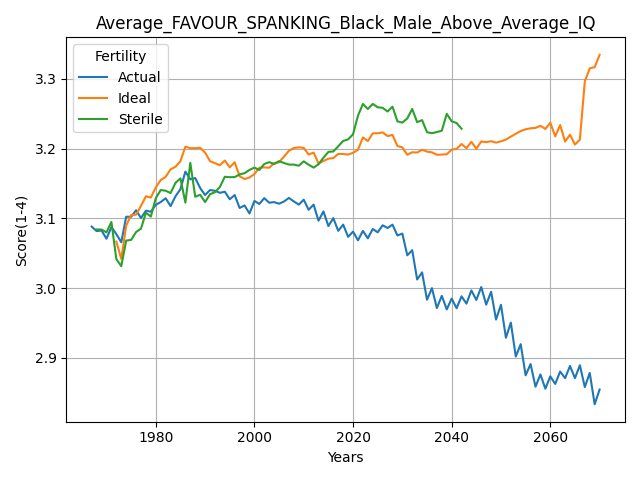 Average_FAVOUR_SPANKING_Black_Male_Above_Average_IQ
Fertility
Actual
Ideal
Sterile
Score(1-4)
3.3
3.2
3.1
3.0
2.9
1980
2000
2020
2040
2060
Years